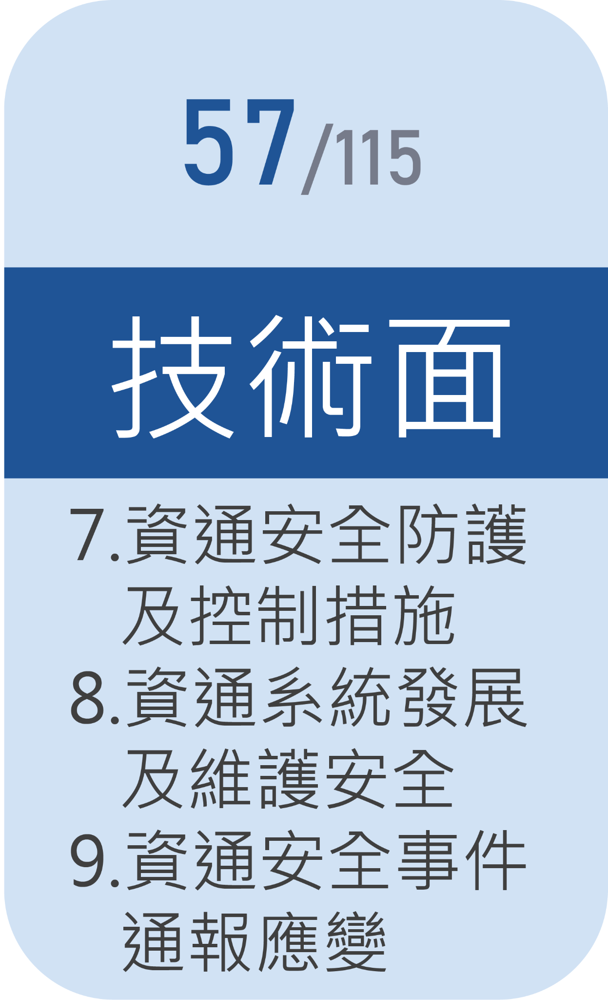 57/115
技術面
7.資通安全防護
及控制措施
8.資通系統發展
及維護安全
9.資通安全事件
通報應變